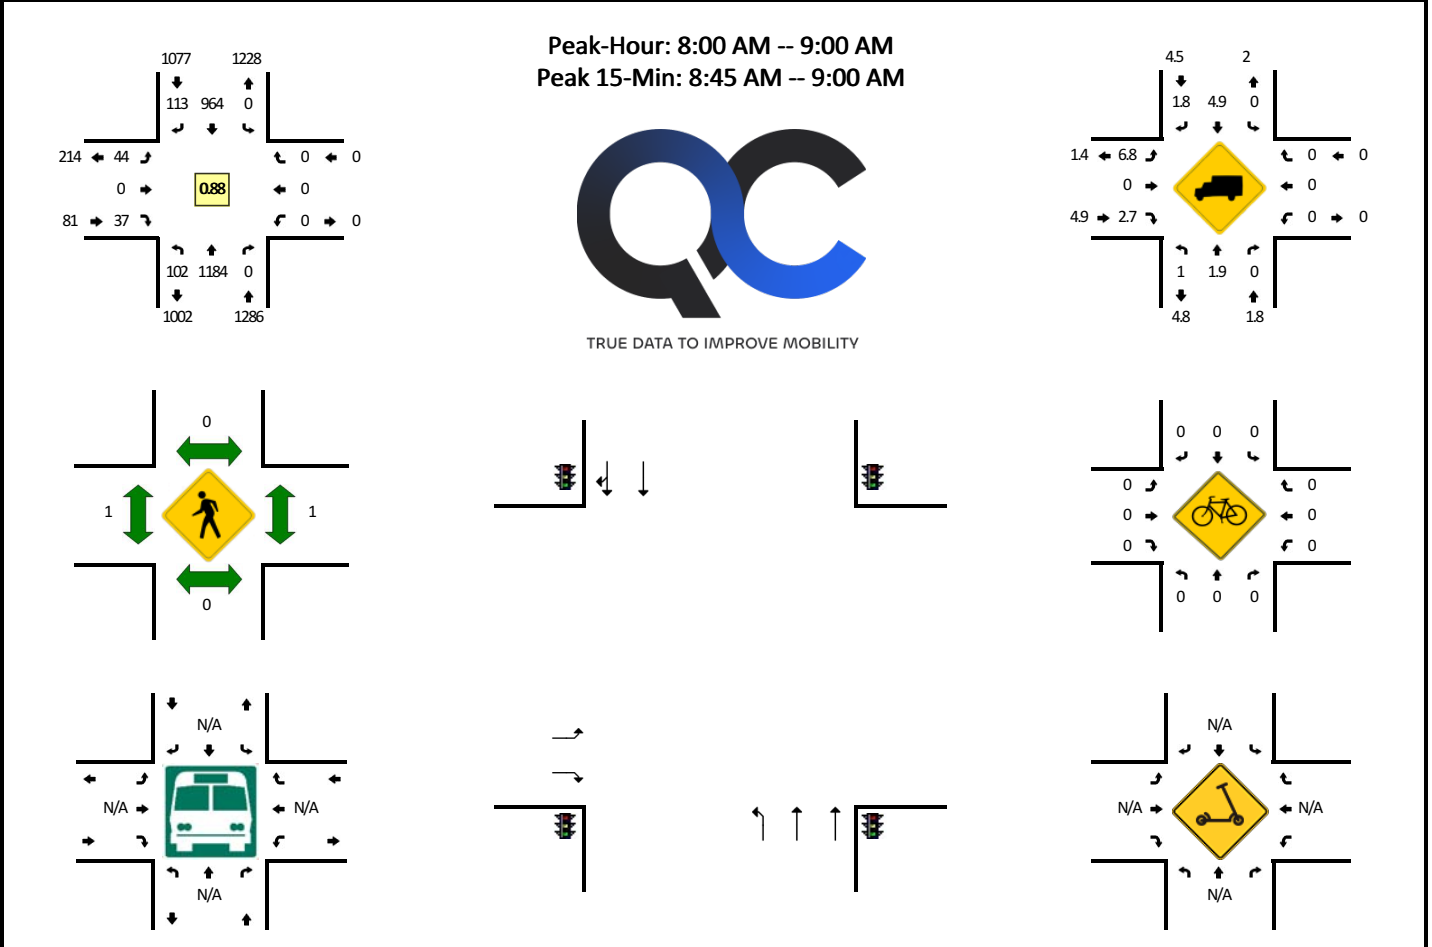 Peak-Hour: 8:00 AM -- 9:00 AM
Peak 15-Min: 8:45 AM -- 9:00 AM
1077 1228
113 964 0
214 44 0 0
0 0.88 0
81 37 0 0
102 1184 0
1002 1286
QC
TRUE DATA TO IMPROVE MOBILITY
4.5 2
1.8 4.9 0
1.4 6.8 0 0
0 0
4.9 2.7 0 0
1 1.9 0
4.8 1.8
0
1 1
0
0 0 0
0 0
0 0
0 0
0 0 0
N/A
N/A N/A
N/A
N/A
N/A N/A
N/A